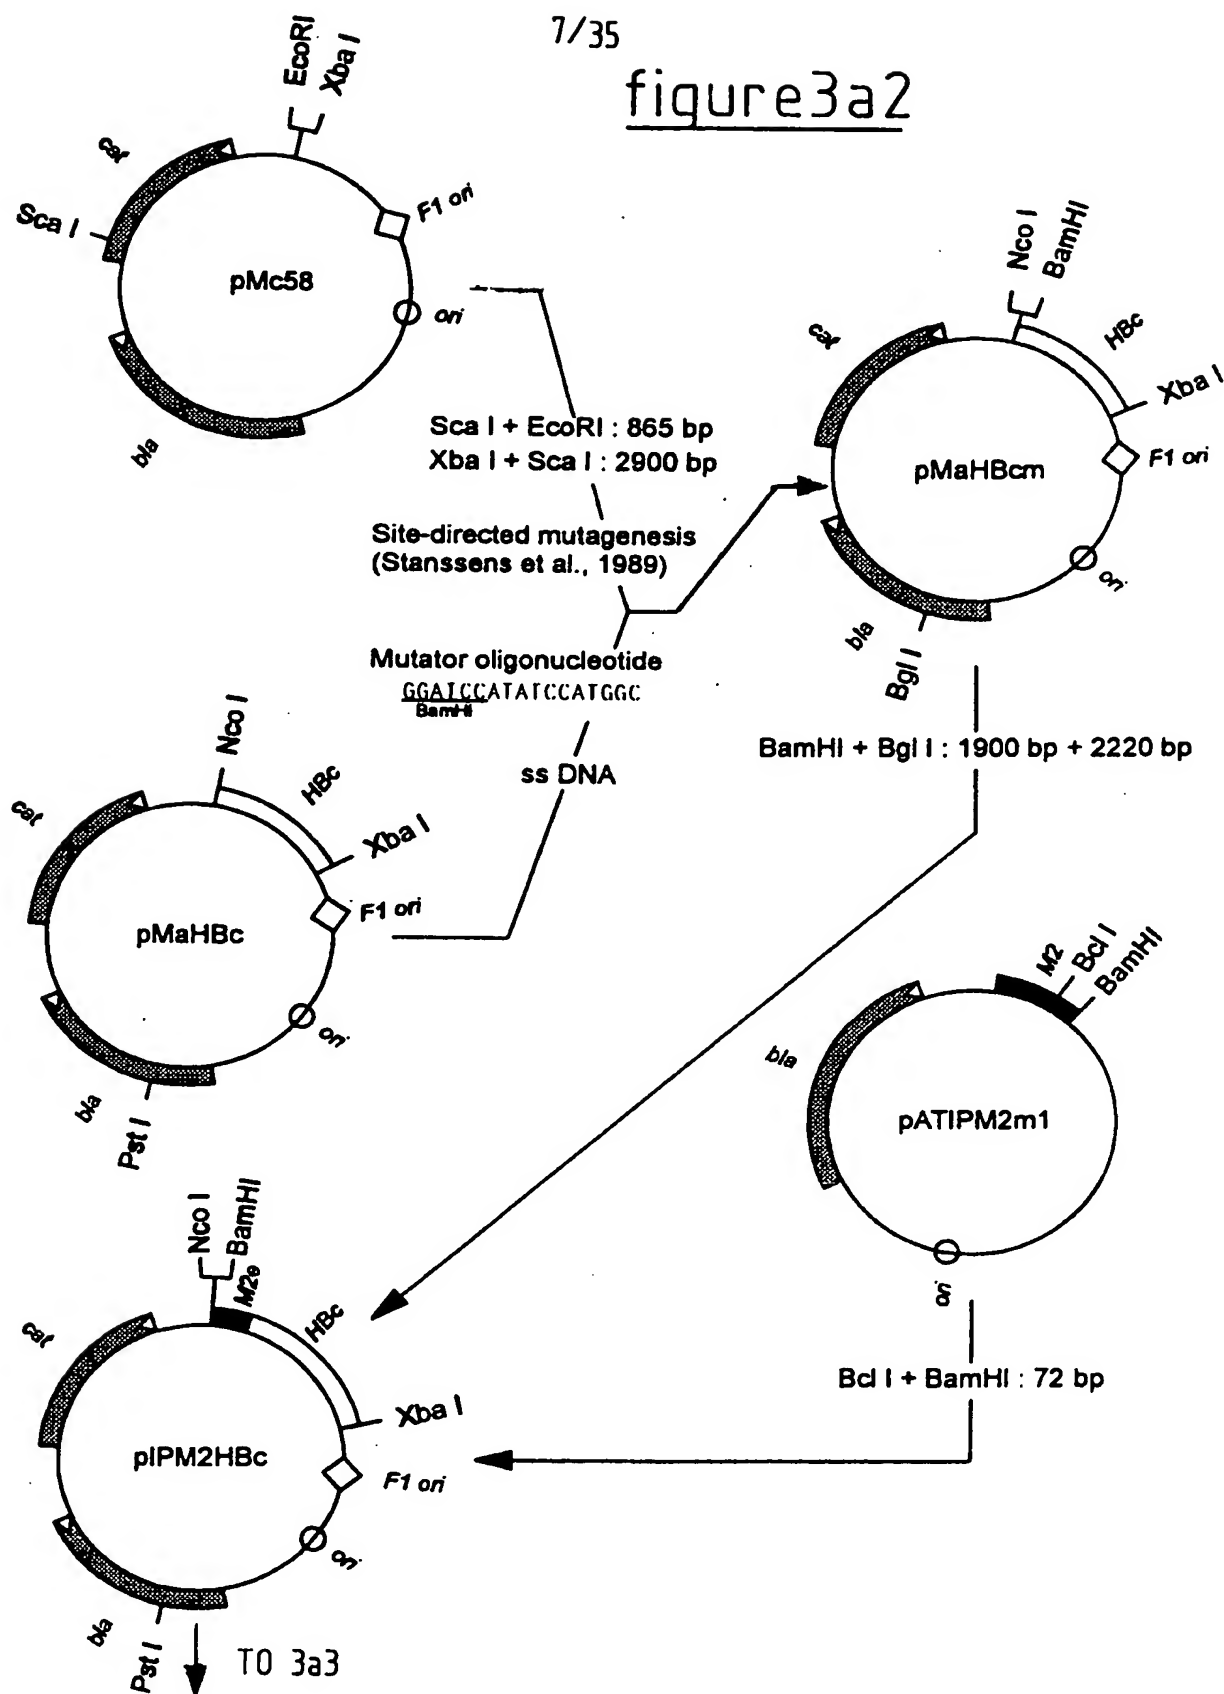 7/35
figure3a2
EcoRI
Xba I
cat
Sca I
F1 ori
pMc58
ori
bla
Nco I
BamHI
cat
HBc
Xba I
Sca I + EcoRI : 865 bp
Xba I + Sca I : 2900 bp
pMaHBcm
F1 ori
Site-directed mutagenesis
(Stanssens et al., 1989)
ori
bla
Bgl I
Mutator oligonucleotide
GGATCCATATCCATGGC
BamHI
Nco I
BamHI + Bgl I : 1900 bp + 2220 bp
ss DNA
HBc
cat
Xba I
F1 ori
pMaHBc
M2
Bcl I
BamHI
ori
bla
bla
Pst I
pATIPM2m1
Nco I
BamHI
M2e
HBc
ori
cat
Bcl I + BamHI : 72 bp
Xba I
pIPM2HBc
F1 ori
ori
bla
Pst I
TO 3a3